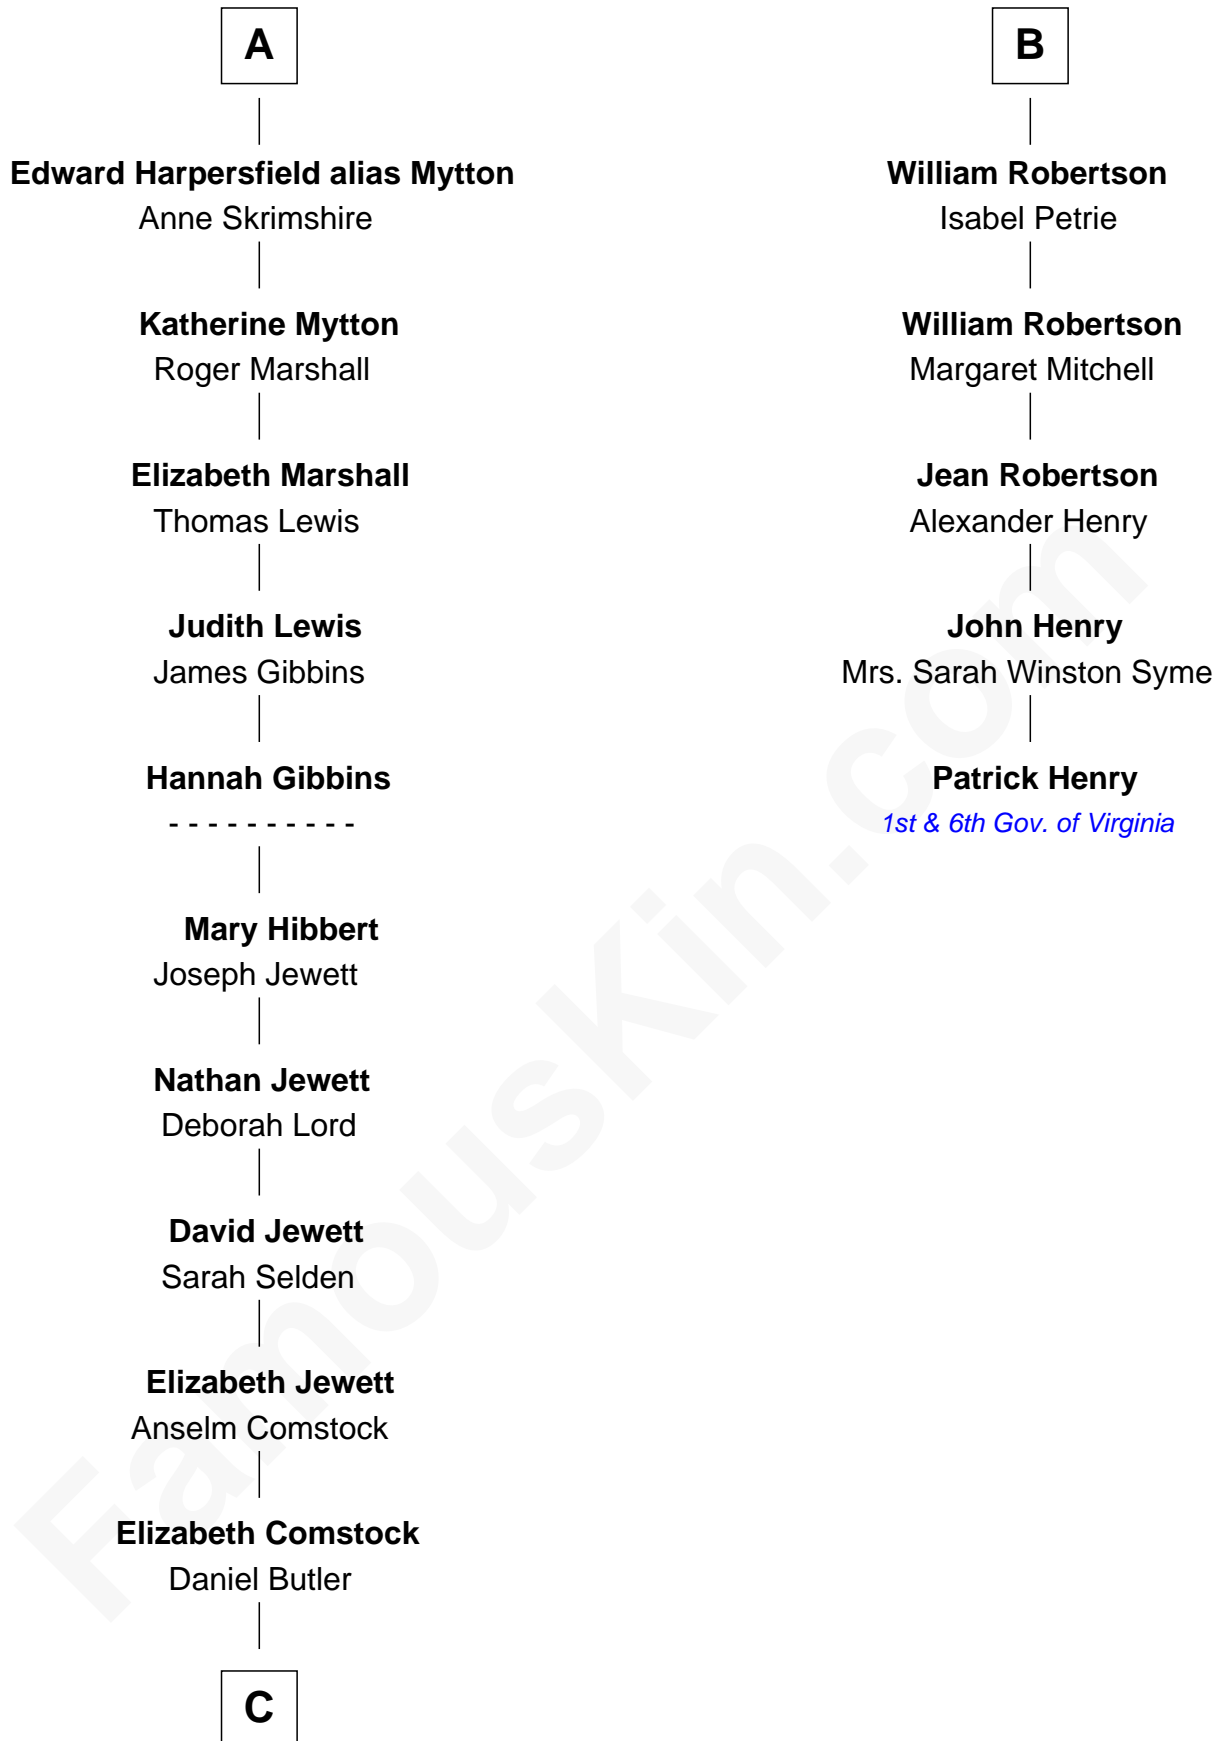 A
Edward Harpersfield alias Mytton
Anne Skrimshire
Katherine Mytton
Roger Marshall
Elizabeth Marshall
Thomas Lewis
Judith Lewis
James Gibbins
Hannah Gibbins
- - - - - - - - - -
Mary Hibbert
Joseph Jewett
Nathan Jewett
Deborah Lord
David Jewett
Sarah Selden
Elizabeth Jewett
Anselm Comstock
Elizabeth Comstock
Daniel Butler
C
B
William Robertson
Isabel Petrie
William Robertson
Margaret Mitchell
Jean Robertson
Alexander Henry
John Henry
Mrs. Sarah Winston Syme
Patrick Henry
1st & 6th Gov. of Virginia
FamousKin.com